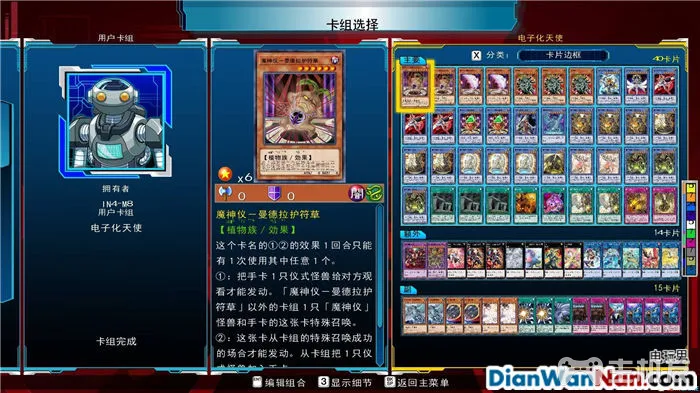 卡组选择
用户卡组
电子化天使
X 分类: 卡片边框
主要
40卡片
魔神仪-曼德拉护符草
拥有者
IN4-M8
用户卡组
电子化天使
x6
0
0
魔神仪-曼德拉护符草
【植物族/效果】
这个卡名的①②的效果1回合只能
有1次使用其中任意1个。
①:把手卡1只仪式怪兽给对方观
看才能发动。「魔神仪-曼德拉护符
草」以外的卡组1只「魔神仪」
怪兽和手卡的这张卡特殊召唤。
②:这张卡从卡组的特殊召唤成功
的场合才能发动。从卡组把1只仪
额外
14卡片
副
15卡片
卡组完成
编辑组合
3 显示细节
返回主菜单
电玩男
DianWanNan.com